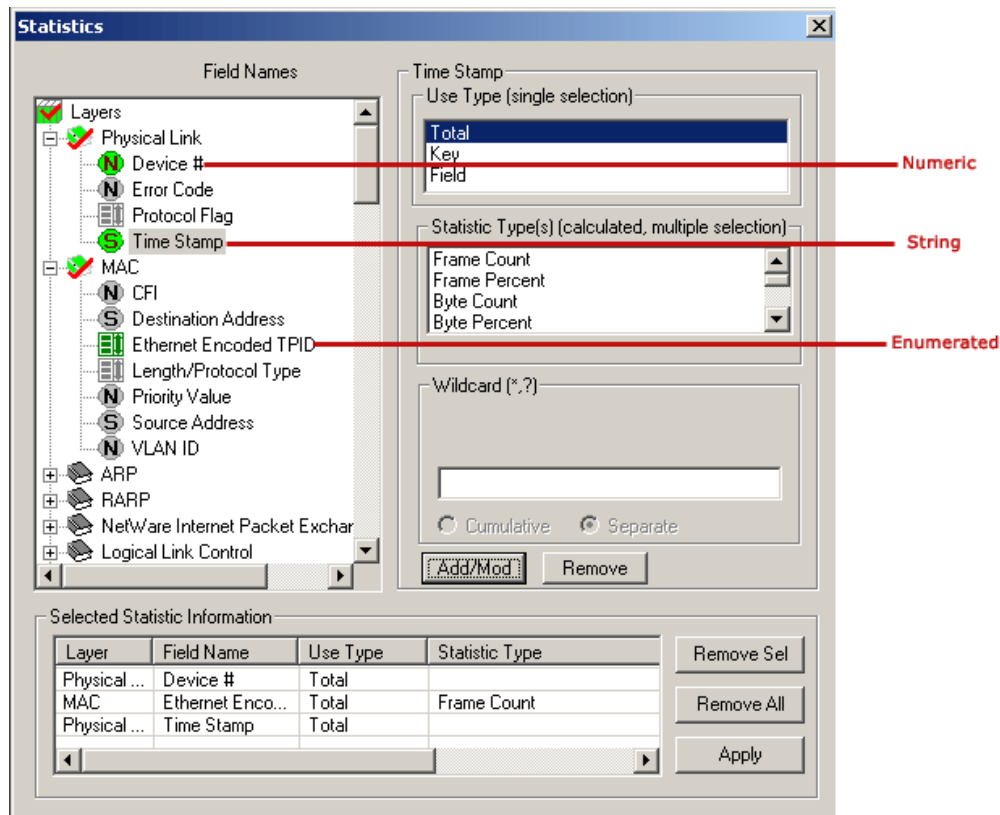 Statistics
Field Names
Layers
Physical Link
N Device #
N Error Code
Protocol Flag
S Time Stamp
MAC
N CFI
S Destination Address
Ethernet Encoded TPID
Length/Protocol Type
N Priority Value
S Source Address
N VLAN ID
ARP
RARP
NetWare Internet Packet Exchar
Logical Link Control
Time Stamp
Use Type (single selection)
Total
Key
Field
Statistic Type(s) (calculated, multiple selection)
Frame Count
Frame Percent
Byte Count
Byte Percent
Wildcard (*,?)
Cumulative Separate
Add/Mod Remove
Numeric
String
Enumerated
Selected Statistic Information
Layer Field Name Use Type Statistic Type
Physical ... Device # Total
MAC Ethernet Enco... Total Frame Count
Physical ... Time Stamp Total
Remove Sel
Remove All
Apply